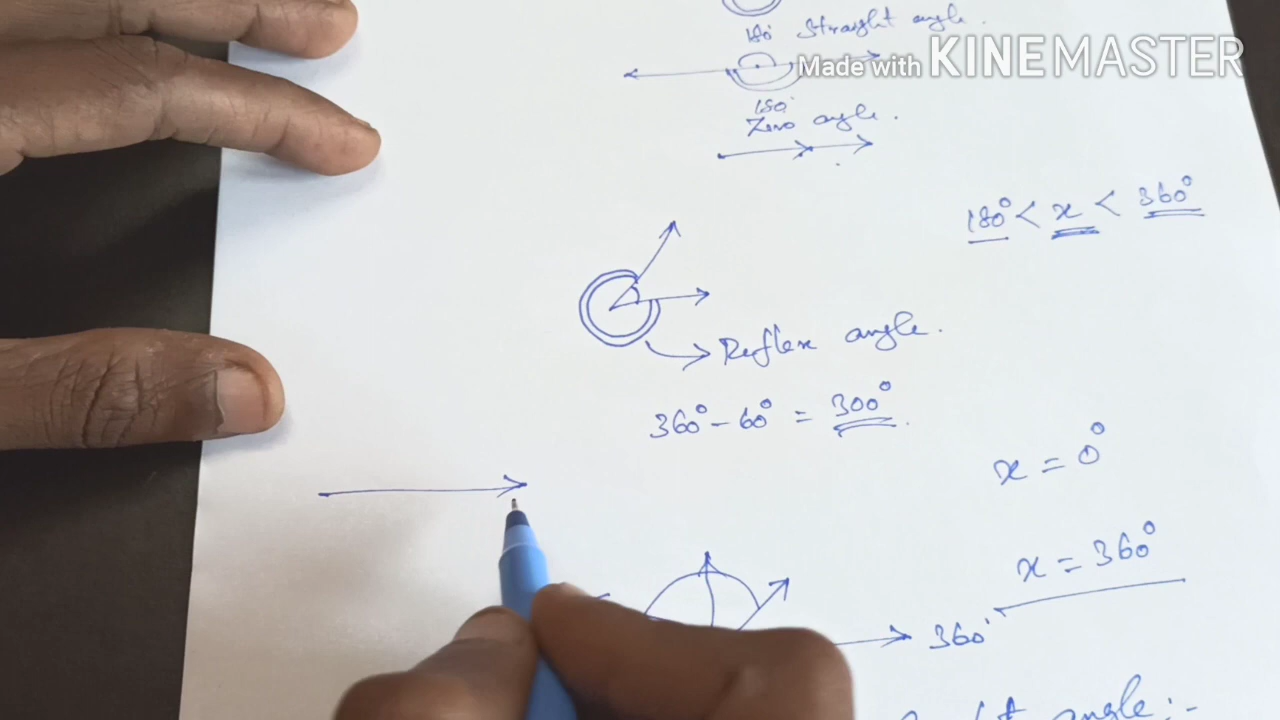 180° Straight angle.
Made with KINEMASTER
180°
Zero angle.
180° < x < 360°
Reflex angle.
360° - 60° = 300°.
x = 0°
x = 360°
360°
angle:-